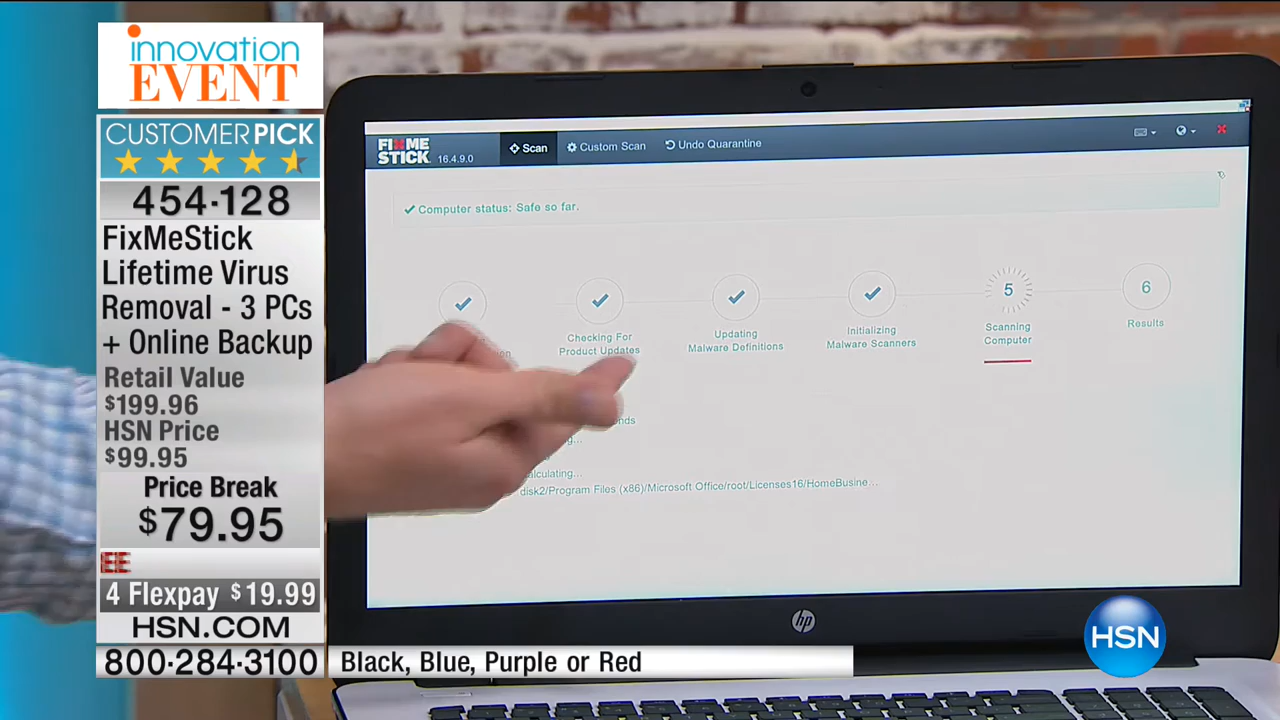 innovation
EVENT
CUSTOMER PICK
454-128
FixMeStick
Lifetime Virus
Removal - 3 PCs
+ Online Backup
Retail Value
$199.96
HSN Price
$99.95
Price Break
$79.95
EE
4 Flexpay $19.99
HSN.COM
800-284-3100
Black, Blue, Purple or Red
FIXME
STICK
16.4.9.0
Scan
Custom Scan
Undo Quarantine
Computer status: Safe so far.
Checking For
Product Updates
Updating
Malware Definitions
Initializing
Malware Scanners
5
Scanning
Computer
6
Results
disk2/Program Files (x86)/Microsoft Office/root/Licenses16/HomeBusine...
hp
HSN